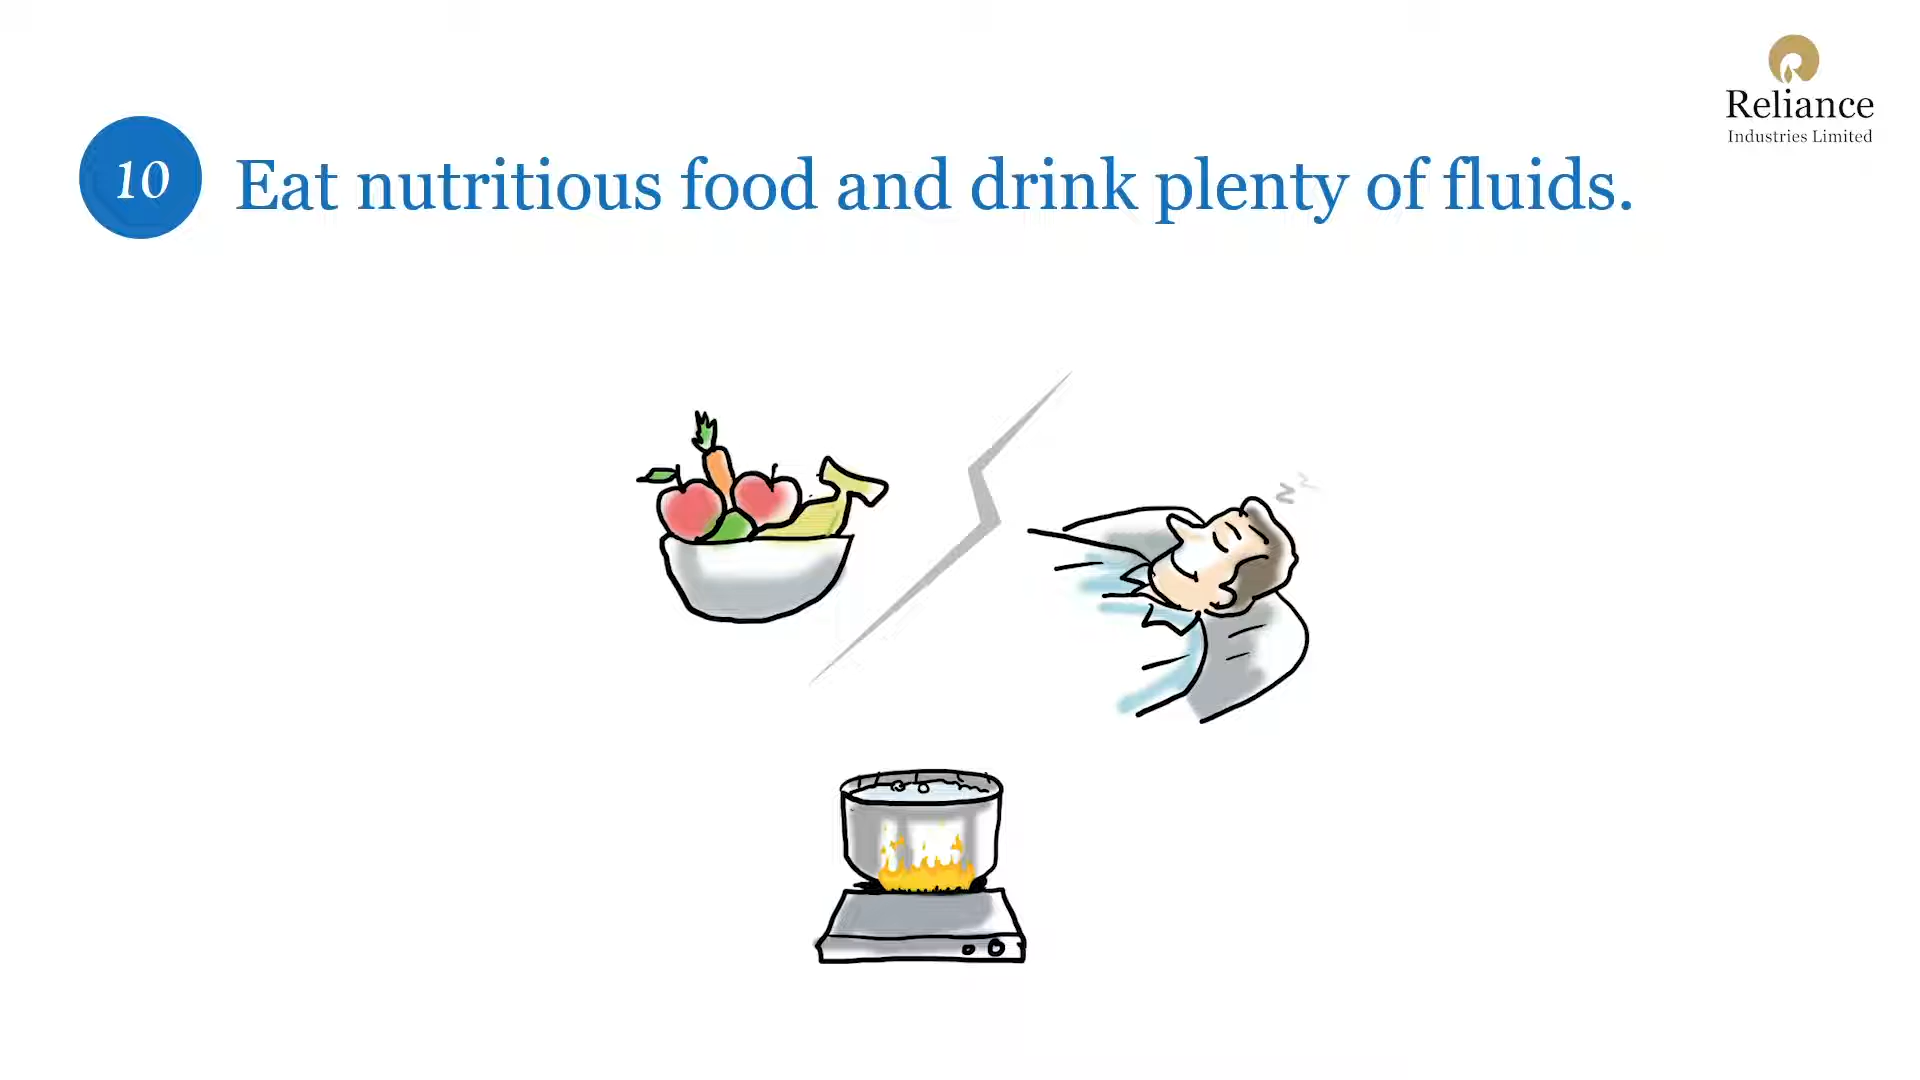 Reliance
Industries Limited
10 Eat nutritious food and drink plenty of fluids.
z z